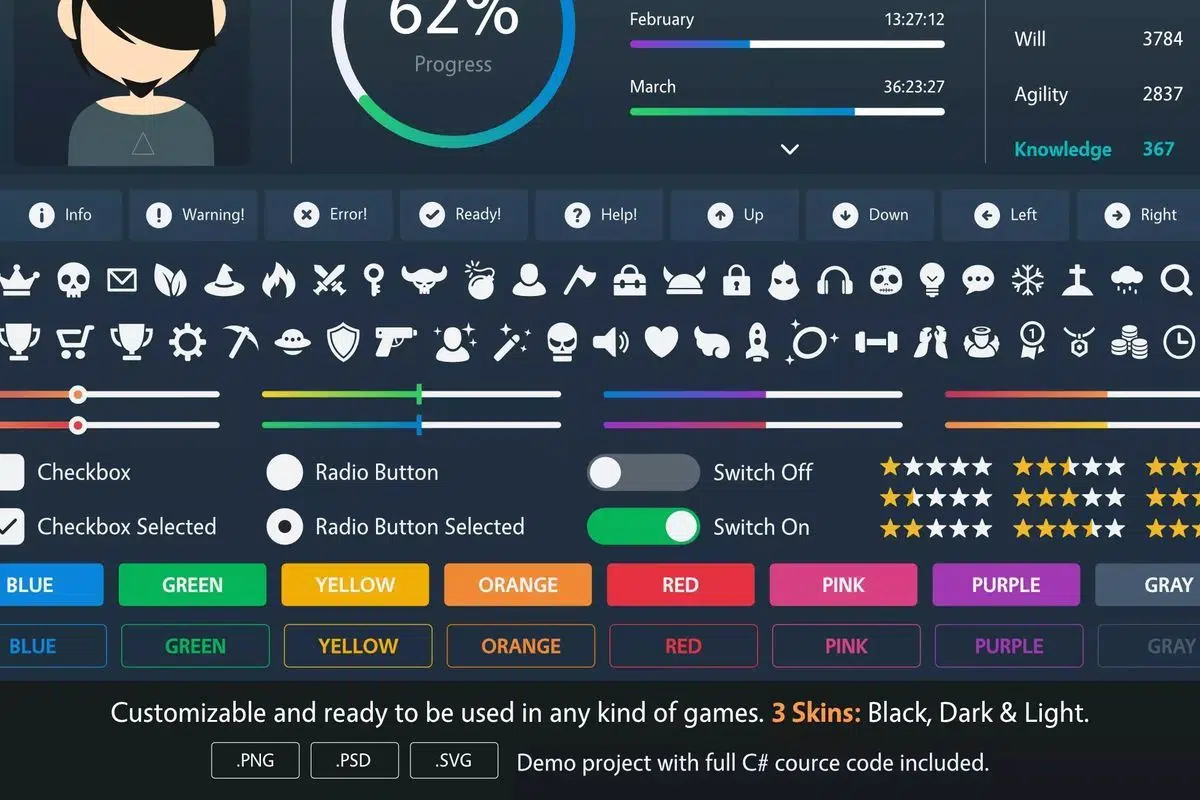 62%
Progress
February 13:27:12
March 36:23:27
Will 3784
Agility 2837
Knowledge 367
Info Warning! Error! Ready! Help! Up Down Left Right
1
Checkbox Radio Button Switch Off
Checkbox Selected Radio Button Selected Switch On
BLUE GREEN YELLOW ORANGE RED PINK PURPLE GRAY
BLUE GREEN YELLOW ORANGE RED PINK PURPLE GRAY
Customizable and ready to be used in any kind of games. 3 Skins: Black, Dark & Light.
.PNG .PSD .SVG Demo project with full C# cource code included.